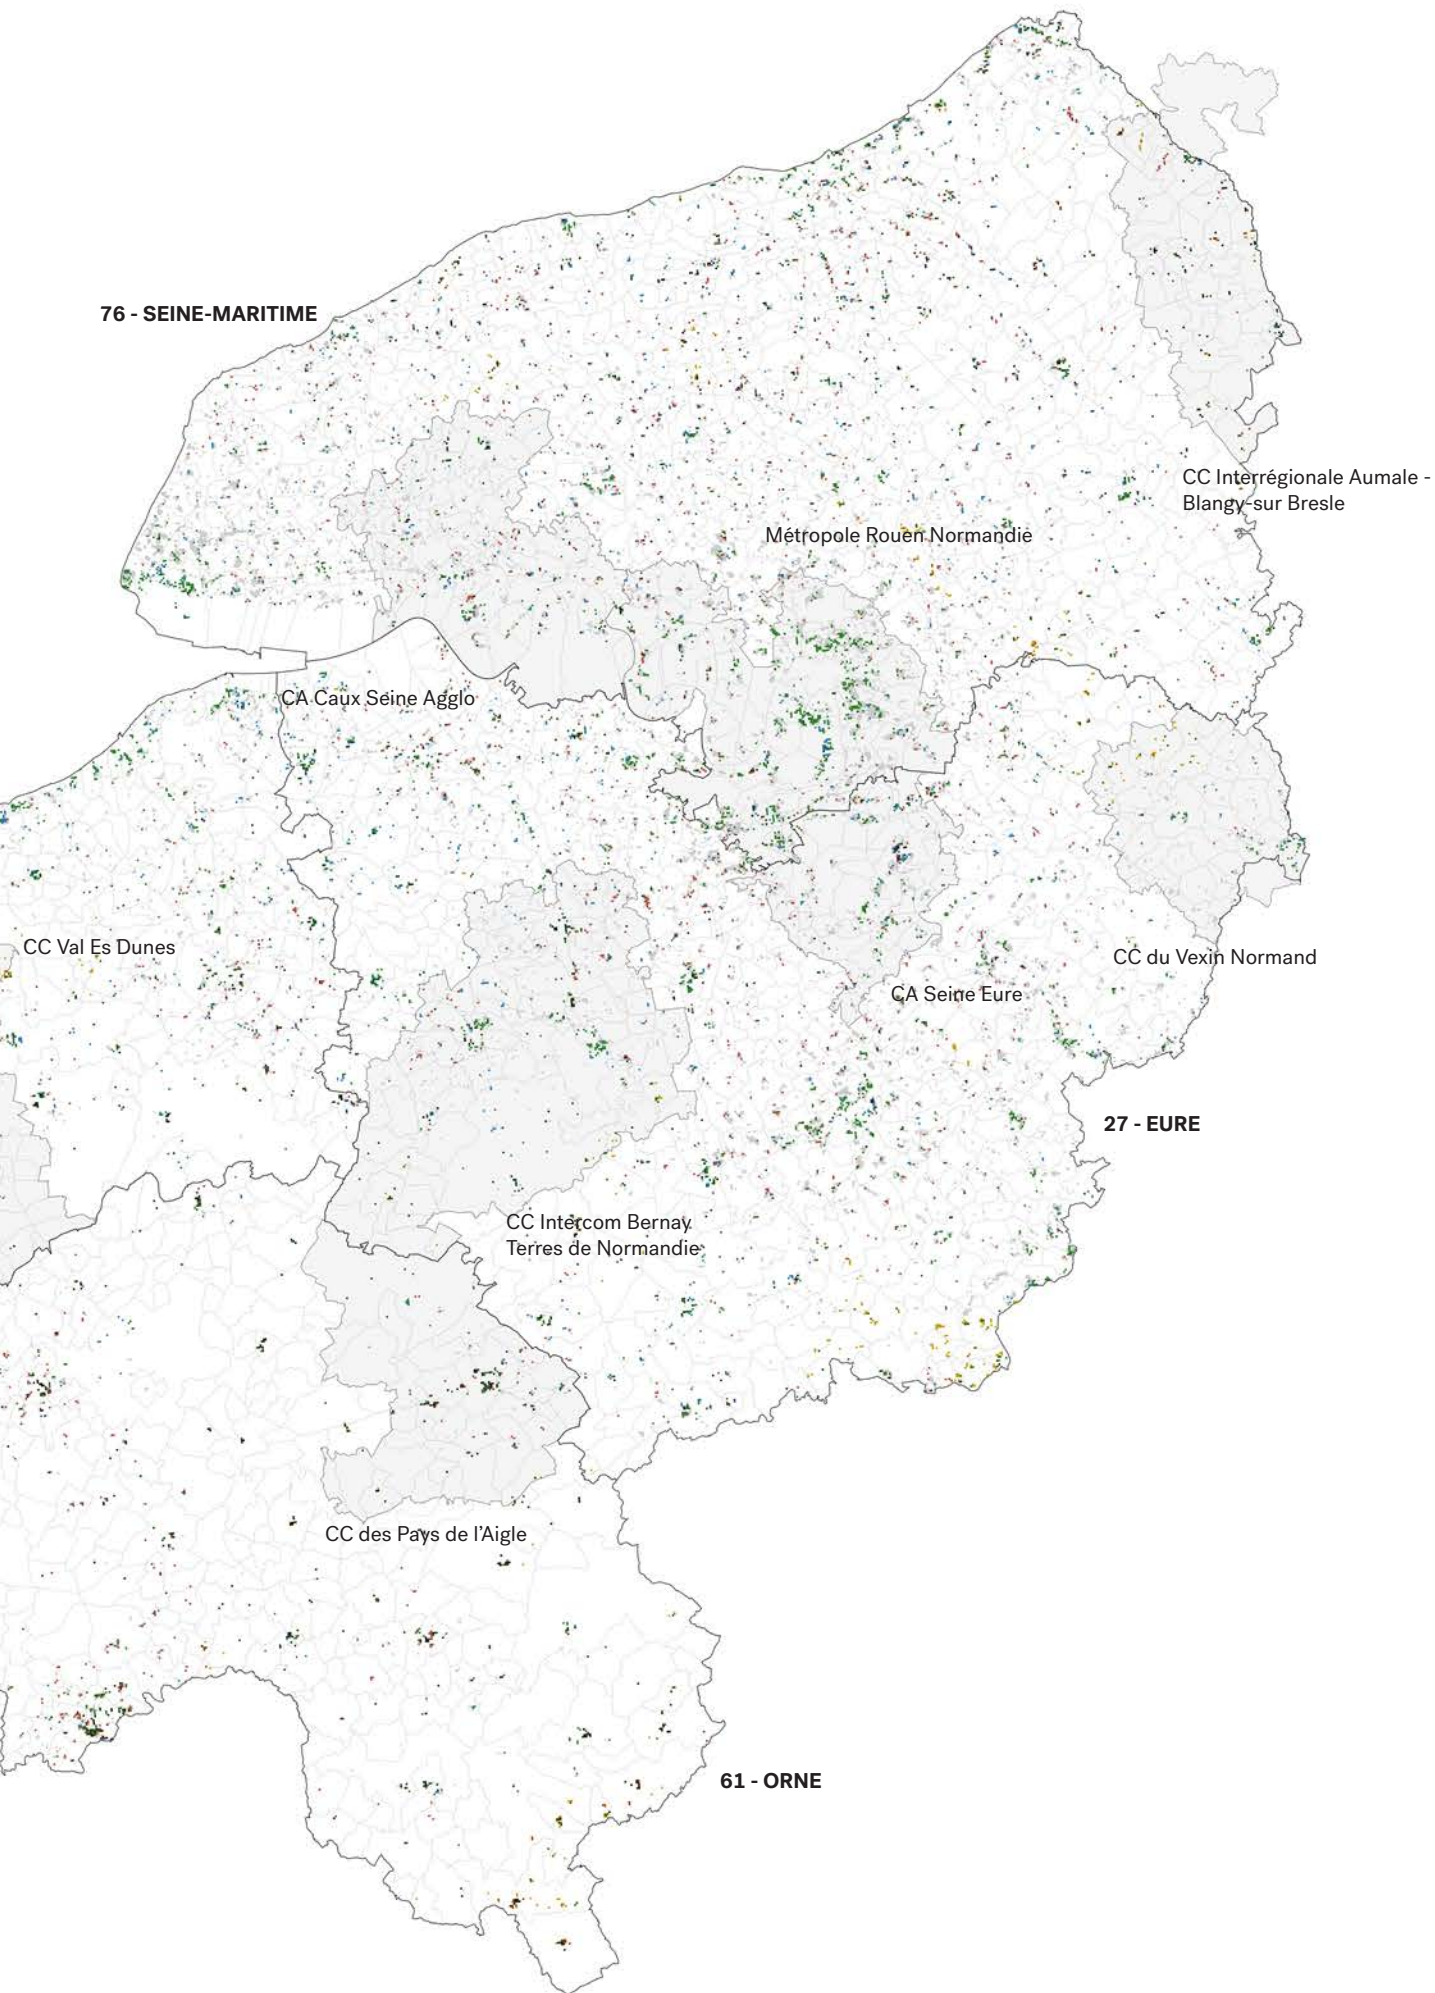 76 - SEINE-MARITIME
CC Interrégionale Aumale -
Blangy-sur Bresle
Métropole Rouen Normandie
CA Caux Seine Agglo
CC Val Es Dunes
CC du Vexin Normand
CA Seine Eure
27 - EURE
CC Intercom Bernay
Terres de Normandie
CC des Pays de l'Aigle
61 - ORNE